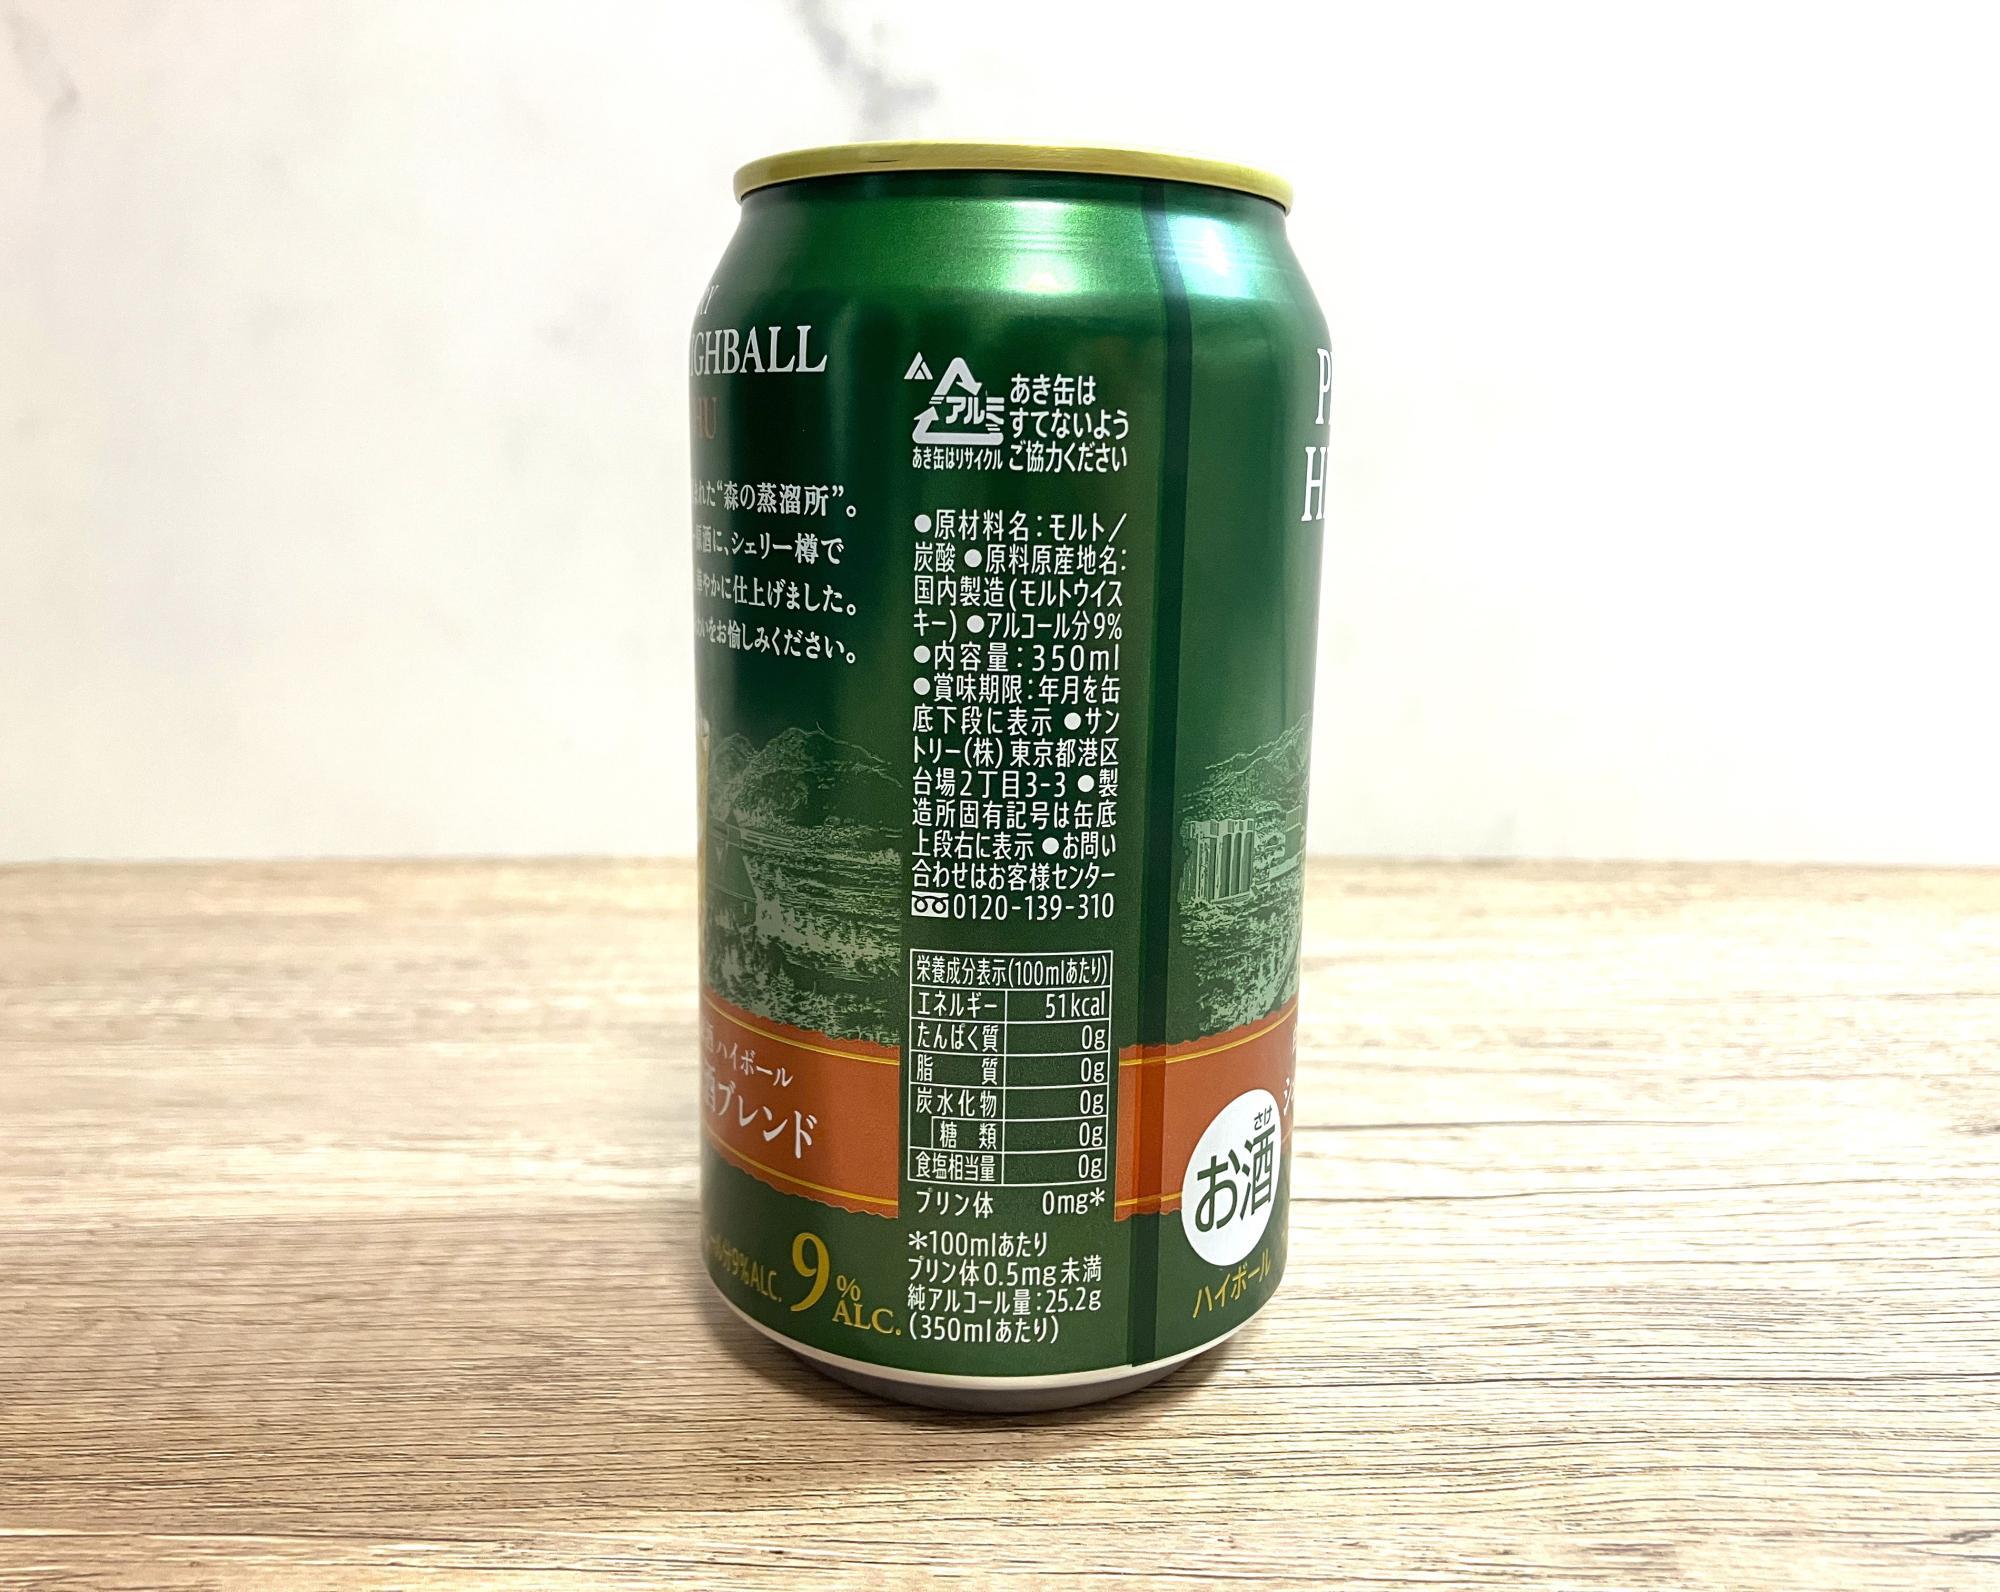 HIGHBALL
“森の蒸溜所”。
酒に、シェリー樽で
華やかに仕上げました。
をお愉しみください。
ハイボール
ブレンド
9%ALC.
9%
ALC.
アルミ
あき缶はリサイクル
あき缶は
すてないよう
ご協力ください
●原材料名：モルト／
炭酸 ●原料原産地名：
国内製造(モルトウイス
キー) ●アルコール分9%
●内容量：350ml
●賞味期限：年月を缶
底下段に表示 ●サン
トリー(株) 東京都港区
台場2丁目3-3 ●製
造所固有記号は缶底
上段右に表示 ●お問い
合わせはお客様センター
0120-139-310
栄養成分表示(100mlあたり)
エネルギー 51kcal
たんぱく質 0g
脂質 0g
炭水化物 0g
糖類 0g
食塩相当量 0g
プリン体 0mg*
*100mlあたり
プリン体0.5mg未満
純アルコール量：25.2g
(350mlあたり)
さけ
お酒
ハイボール